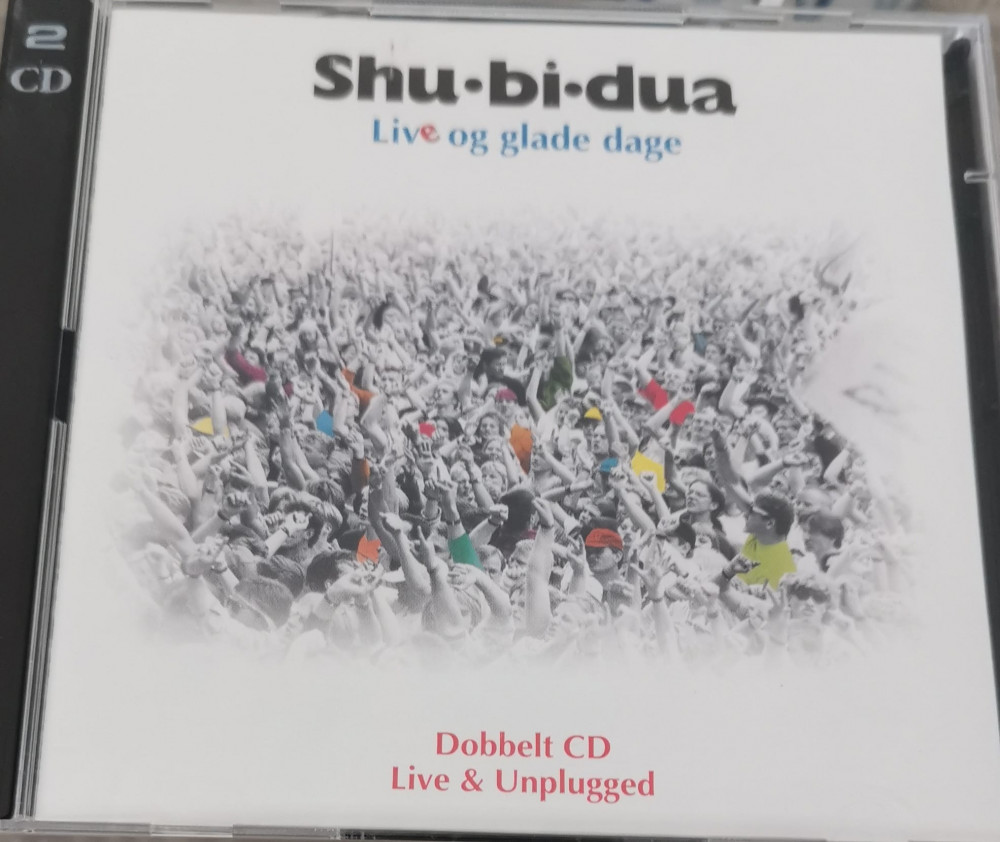 2
CD
Shu·bi·dua
Live og glade dage
Dobbelt CD
Live & Unplugged